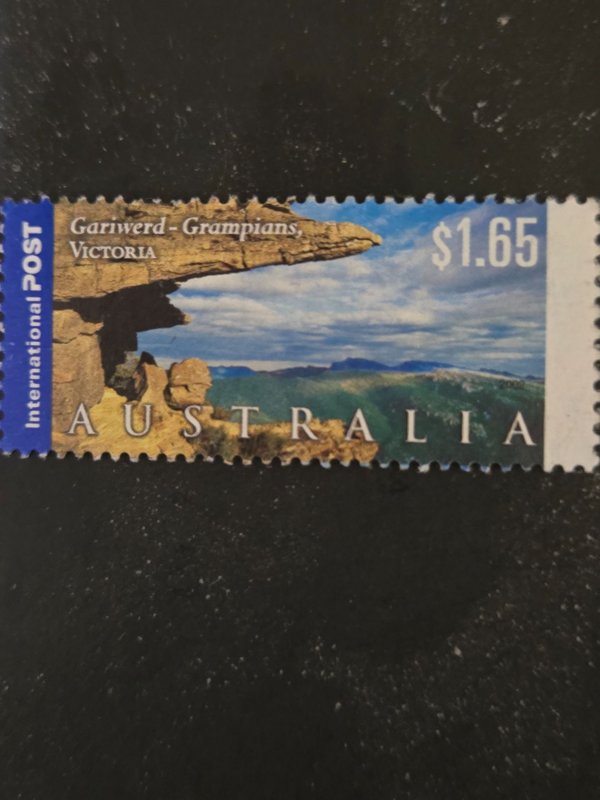 International POST
Gariwerd - Grampians,
VICTORIA
$1.65
AUSTRALIA